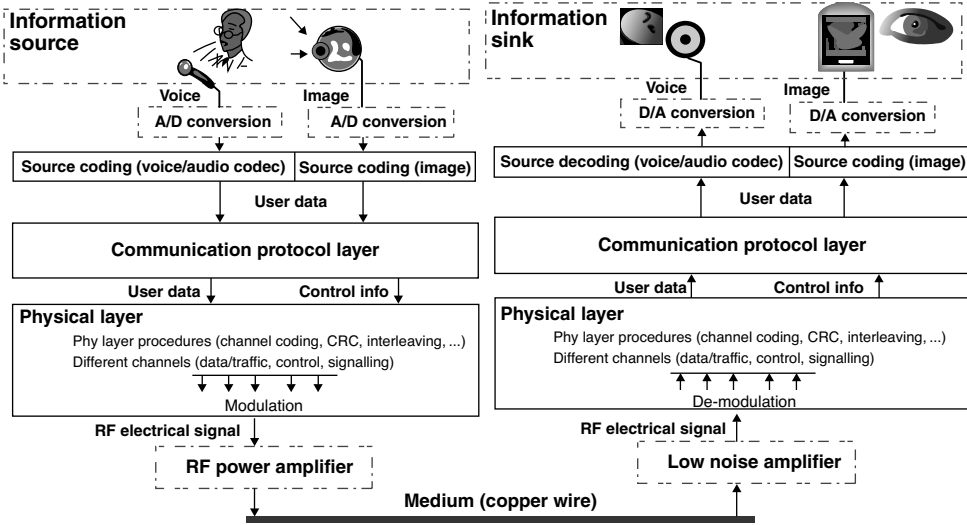 Information
source
Voice
Image
A/D conversion
A/D conversion
Source coding (voice/audio codec)
Source coding (image)
User data
Communication protocol layer
User data
Control info
Physical layer
Phy layer procedures (channel coding, CRC, interleaving, ...)
Different channels (data/traffic, control, signalling)
Modulation
RF electrical signal
RF power amplifier
Medium (copper wire)
Information
sink
Voice
Image
D/A conversion
D/A conversion
Source decoding (voice/audio codec)
Source coding (image)
User data
Communication protocol layer
User data
Control info
Physical layer
Phy layer procedures (channel coding, CRC, interleaving, ...)
Different channels (data/traffic, control, signalling)
De-modulation
RF electrical signal
Low noise amplifier